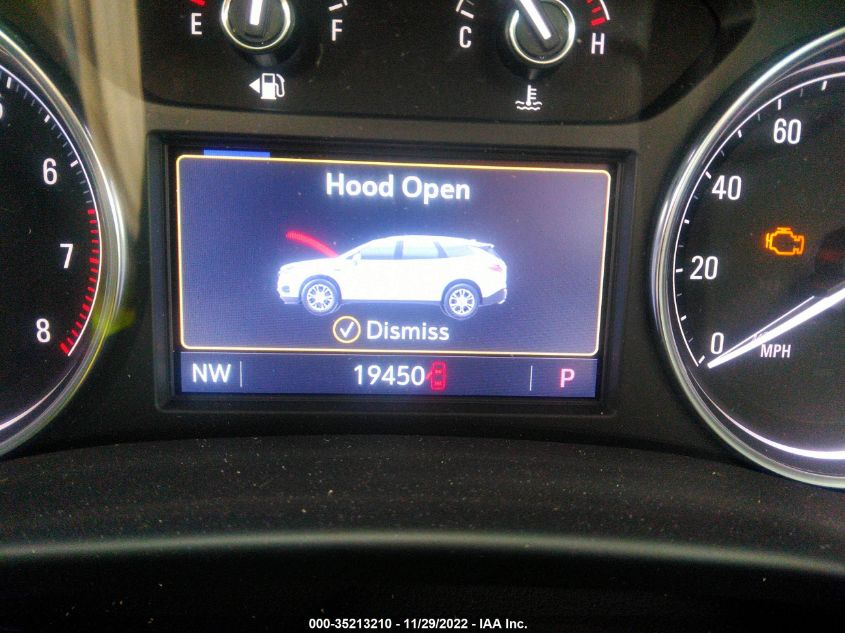 E F C H
5
6
7
8
Hood Open
Dismiss
NW 19450 P
0
20
40
60
MPH
000-35213210 - 11/29/2022 - IAA Inc.